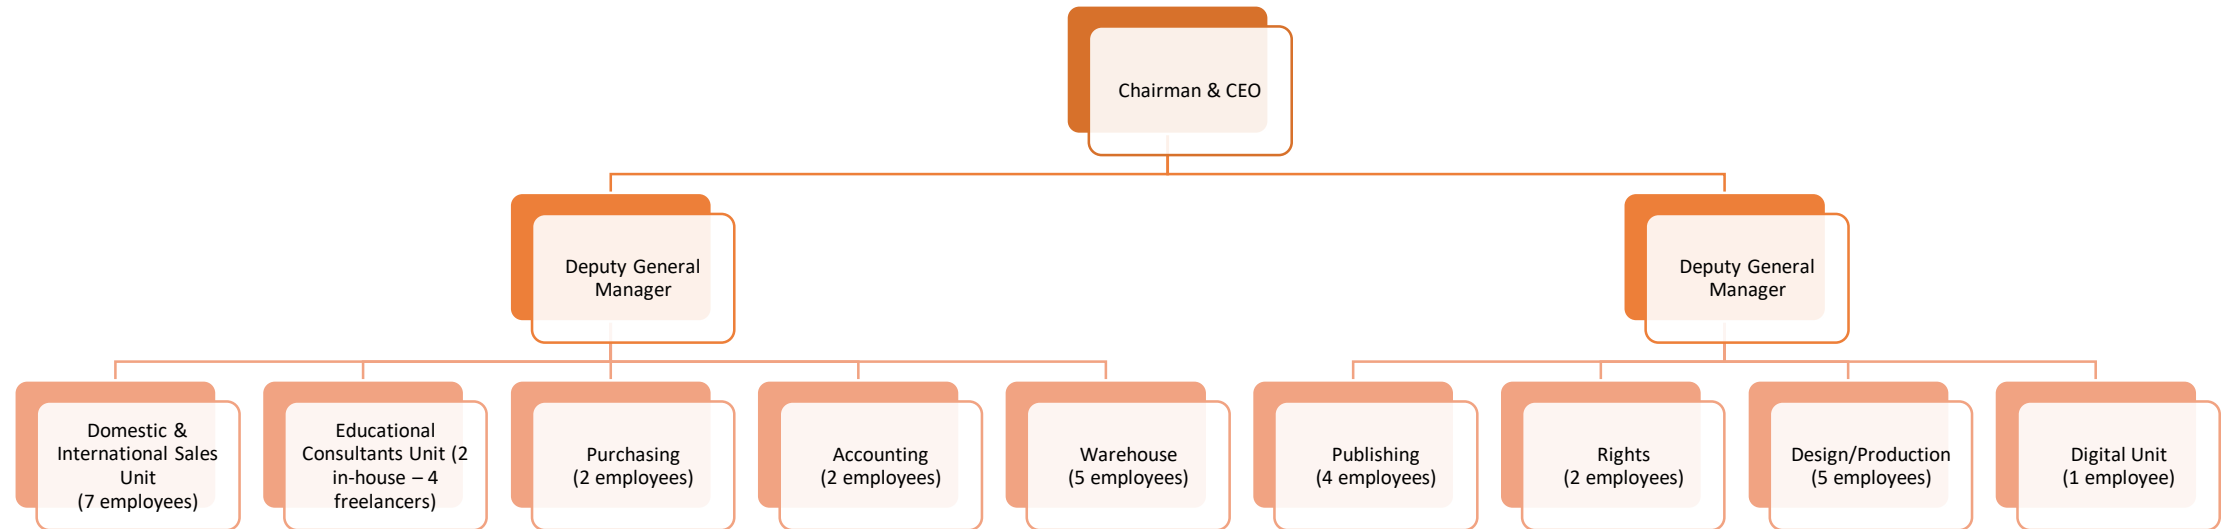 Chairman & CEO
Deputy General
Manager
Deputy General
Manager
Domestic &
International Sales
Unit
(7 employees)
Educational
Consultants Unit (2
in-house – 4
freelancers)
Purchasing
(2 employees)
Accounting
(2 employees)
Warehouse
(5 employees)
Publishing
(4 employees)
Rights
(2 employees)
Design/Production
(5 employees)
Digital Unit
(1 employee)